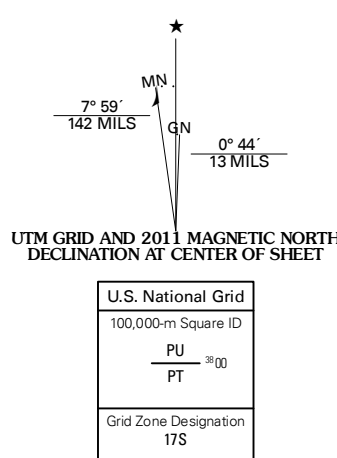 ★
MN
7° 59´
142 MILS
GN
0° 44´
13 MILS
UTM GRID AND 2011 MAGNETIC NORTH
DECLINATION AT CENTER OF SHEET
U.S. National Grid
100,000-m Square ID
PU
3800
PT
Grid Zone Designation
17S